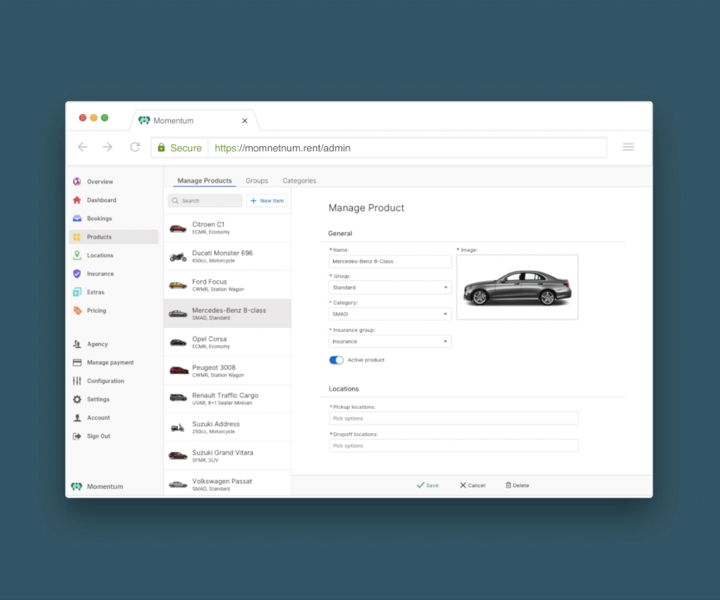 Momentum
Secure
https://momnetnum.rent/admin
Overview
Dashboard
Bookings
Products
Locations
Insurance
Extras
Pricing
Agency
Manage payment
Configuration
Settings
Account
Sign Out
Momentum
Manage Products Groups Categories
Search
+ New Item
Citroen C1
ECMR, Economy
Ducati Monster 696
650cc, Motorcycle
Ford Focus
CWMR, Station Wagon
Mercedes-Benz B-class
SMAD, Standard
Opel Corsa
ECMR, Economy
Peugeot 3008
CWMR, Station Wagon
Renault Traffic Cargo
UVAR, 8+1 Seater Minivan
Suzuki Address
250cc, Motorcycle
Suzuki Grand Vitara
SFMR, SUV
Volkswagen Passat
SMAD, Standard
Manage Product
General
* Name:
Mercedes-Benz B-Class
* Image:
* Group:
Standard
* Category:
SMAD
* Insurance group:
Insurance
Active product
Locations
* Pickup locations:
Pick options
* Dropoff locations:
Pick options
Save Cancel Delete